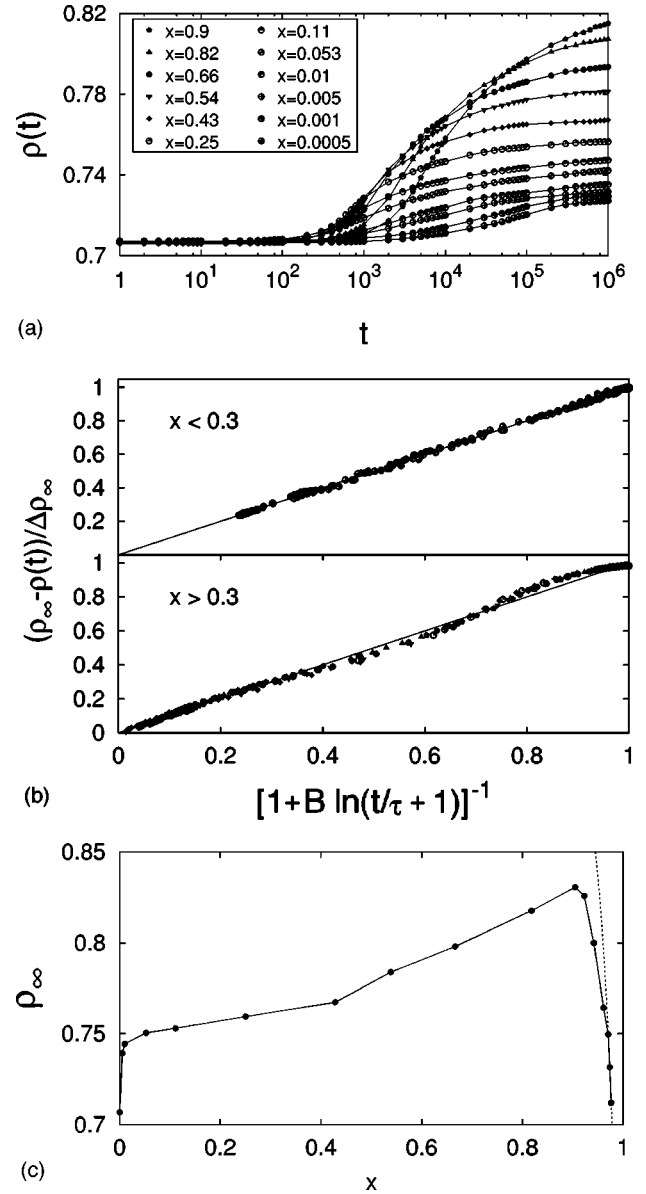 0.82
0.78
0.74
0.7
ρ(t)
x=0.9 x=0.11
x=0.82 x=0.053
x=0.66 x=0.01
x=0.54 x=0.005
x=0.43 x=0.001
x=0.25 x=0.0005
1 10^1 10^2 10^3 10^4 10^5 10^6
(a)
t
1
0.8
0.6
0.4
0.2
x < 0.3
(ρ∞-ρ(t))/Δρ∞
1
0.8
0.6
0.4
0.2
0
x > 0.3
0 0.2 0.4 0.6 0.8 1
(b)
[1+B ln(t/τ + 1)]^-1
0.85
0.8
0.75
0.7
ρ∞
0 0.2 0.4 0.6 0.8 1
(c)
x